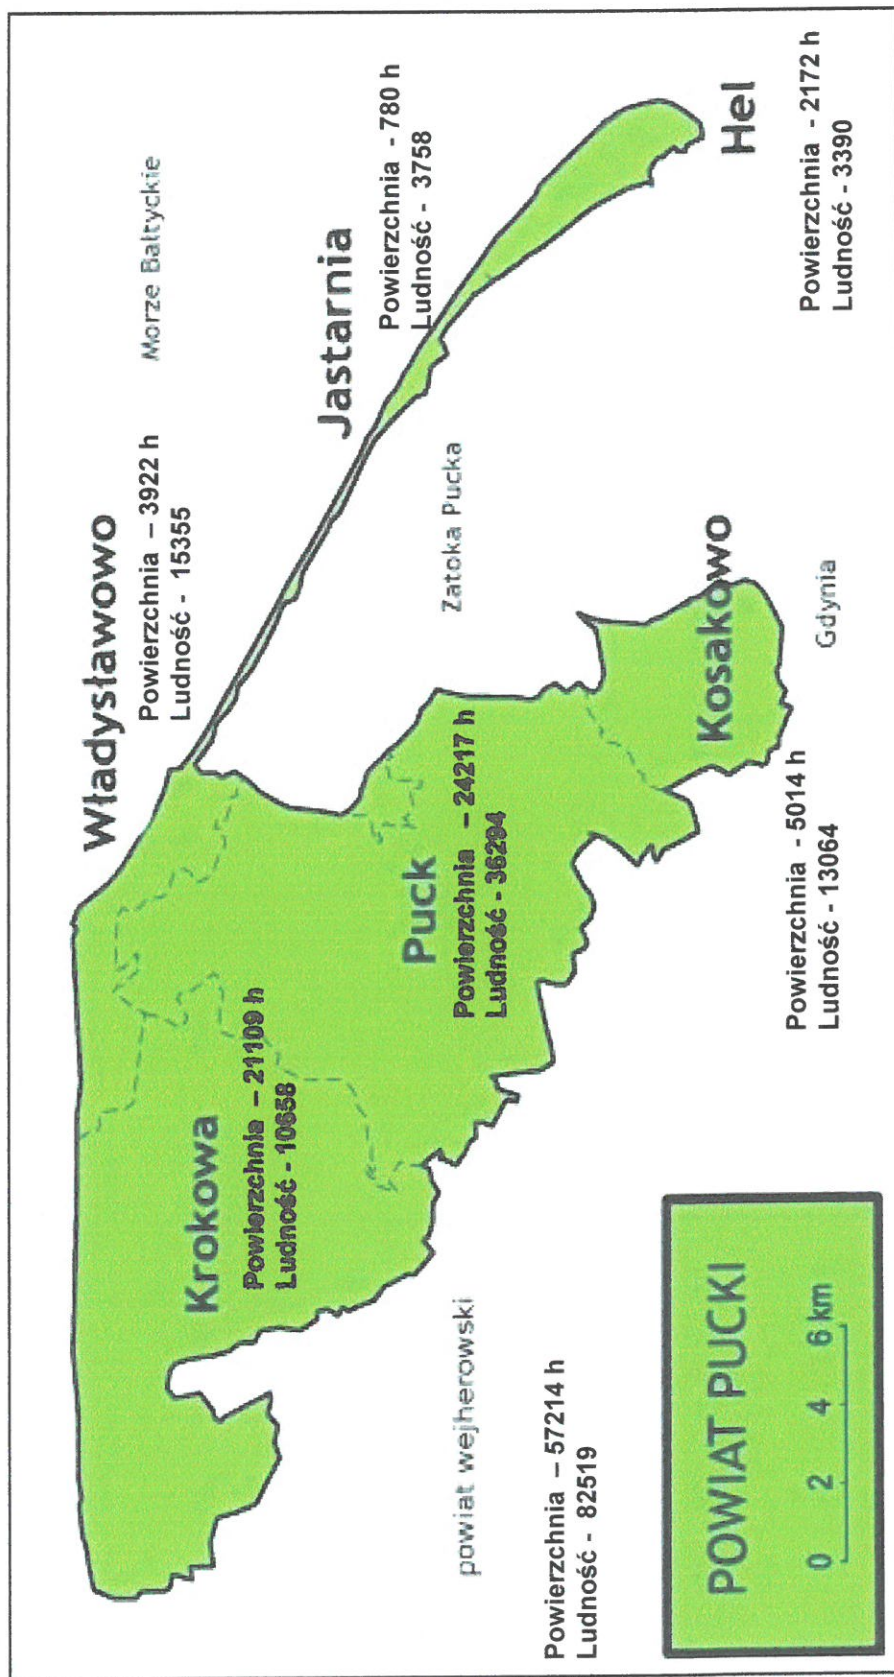 Władysławowo
Powierzchnia – 3922 h
Ludność - 15355
Morze Bałtyckie
Krokowa
Powierzchnia – 21109 h
Ludność - 10658
Jastarnia
Powierzchnia - 780 h
Ludność - 3758
Puck
Powierzchnia – 24217 h
Ludność - 36294
Zatoka Pucka
powiat wejherowski
Powierzchnia – 57214 h
Ludność - 82519
Kosakowo
Gdynia
Powierzchnia - 5014 h
Ludność - 13064
Hel
Powierzchnia - 2172 h
Ludność - 3390
POWIAT PUCKI
0 2 4 6 km